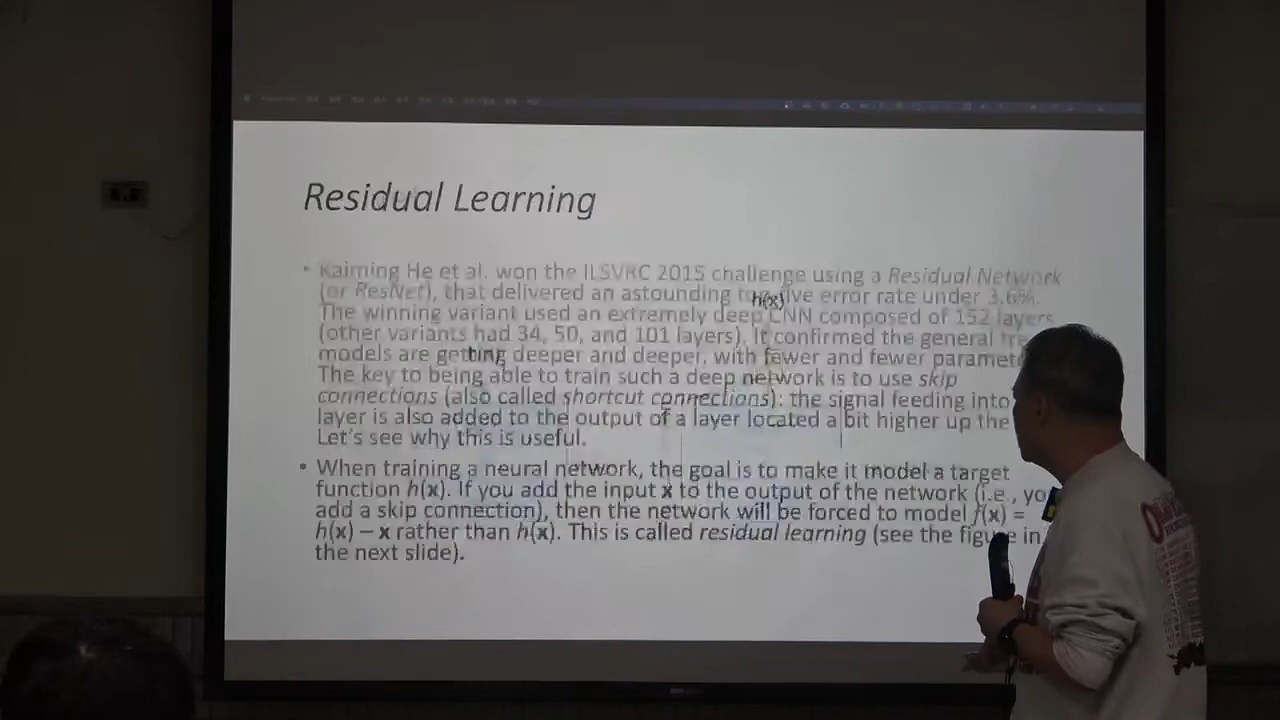 Residual Learning
• Kaiming He et al. won the ILSVRC 2015 challenge using a Residual Network
(or ResNet), that delivered an astounding error rate under 3.6%.
h(x)
The winning variant used an extremely deep CNN composed of 152 layers
(other variants had 34, 50, and 101 layers). It confirmed the general
models are getting deeper and deeper, with fewer and fewer
The key to being able to train such a deep network is to use skip
connections (also called shortcut connections): the signal feeding into
layer is also added to the output of a layer located a bit higher up the
Let's see why this is useful.
• When training a neural network, the goal is to make it model a target
function h(x). If you add the input x to the output of the network (i.e.,
add a skip connection), then the network will be forced to model f(x) =
h(x) – x rather than h(x). This is called residual learning (see the figure in
the next slide).